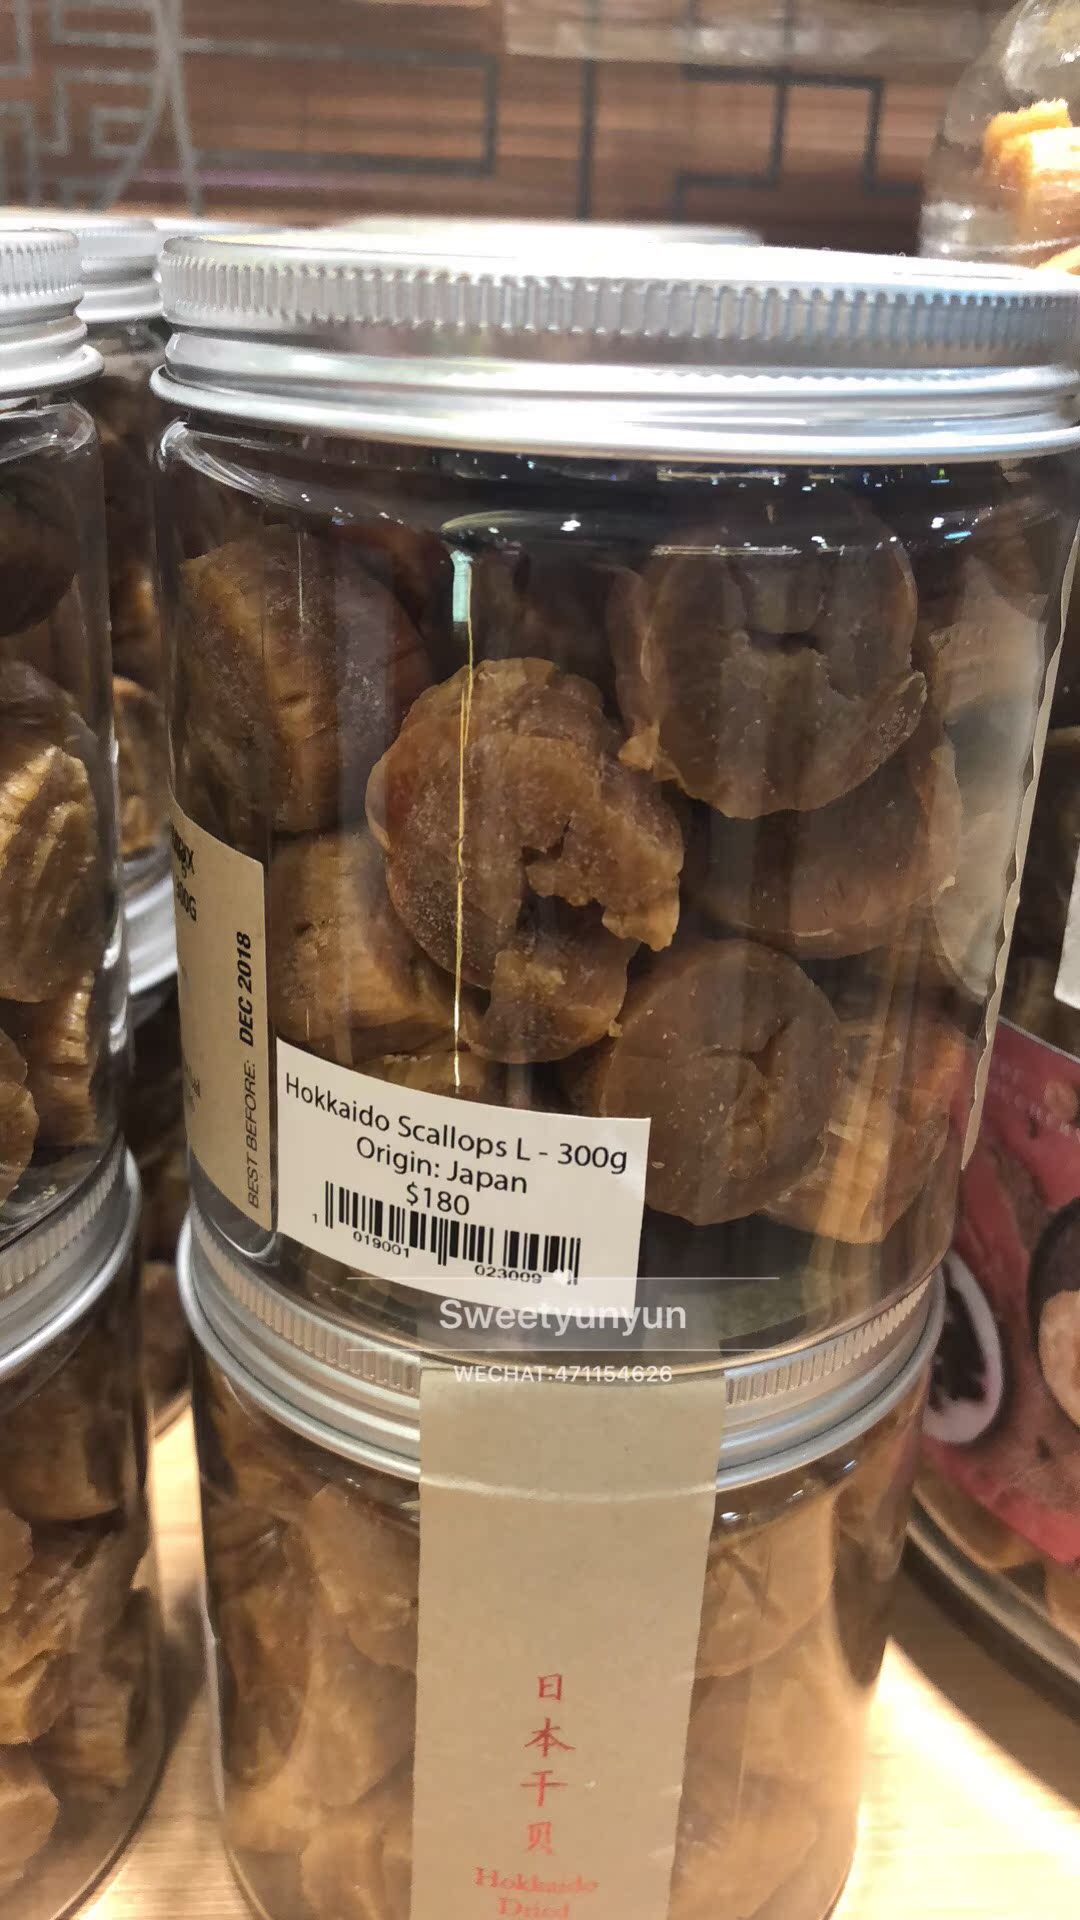 BEST BEFORE: DEC 2018
Hokkaido Scallops L - 300g
Origin: Japan
$180
1 019001 023009
Sweetyunyun
WECHAT:471154626
日
本
干
贝
Hokkaido
Dried